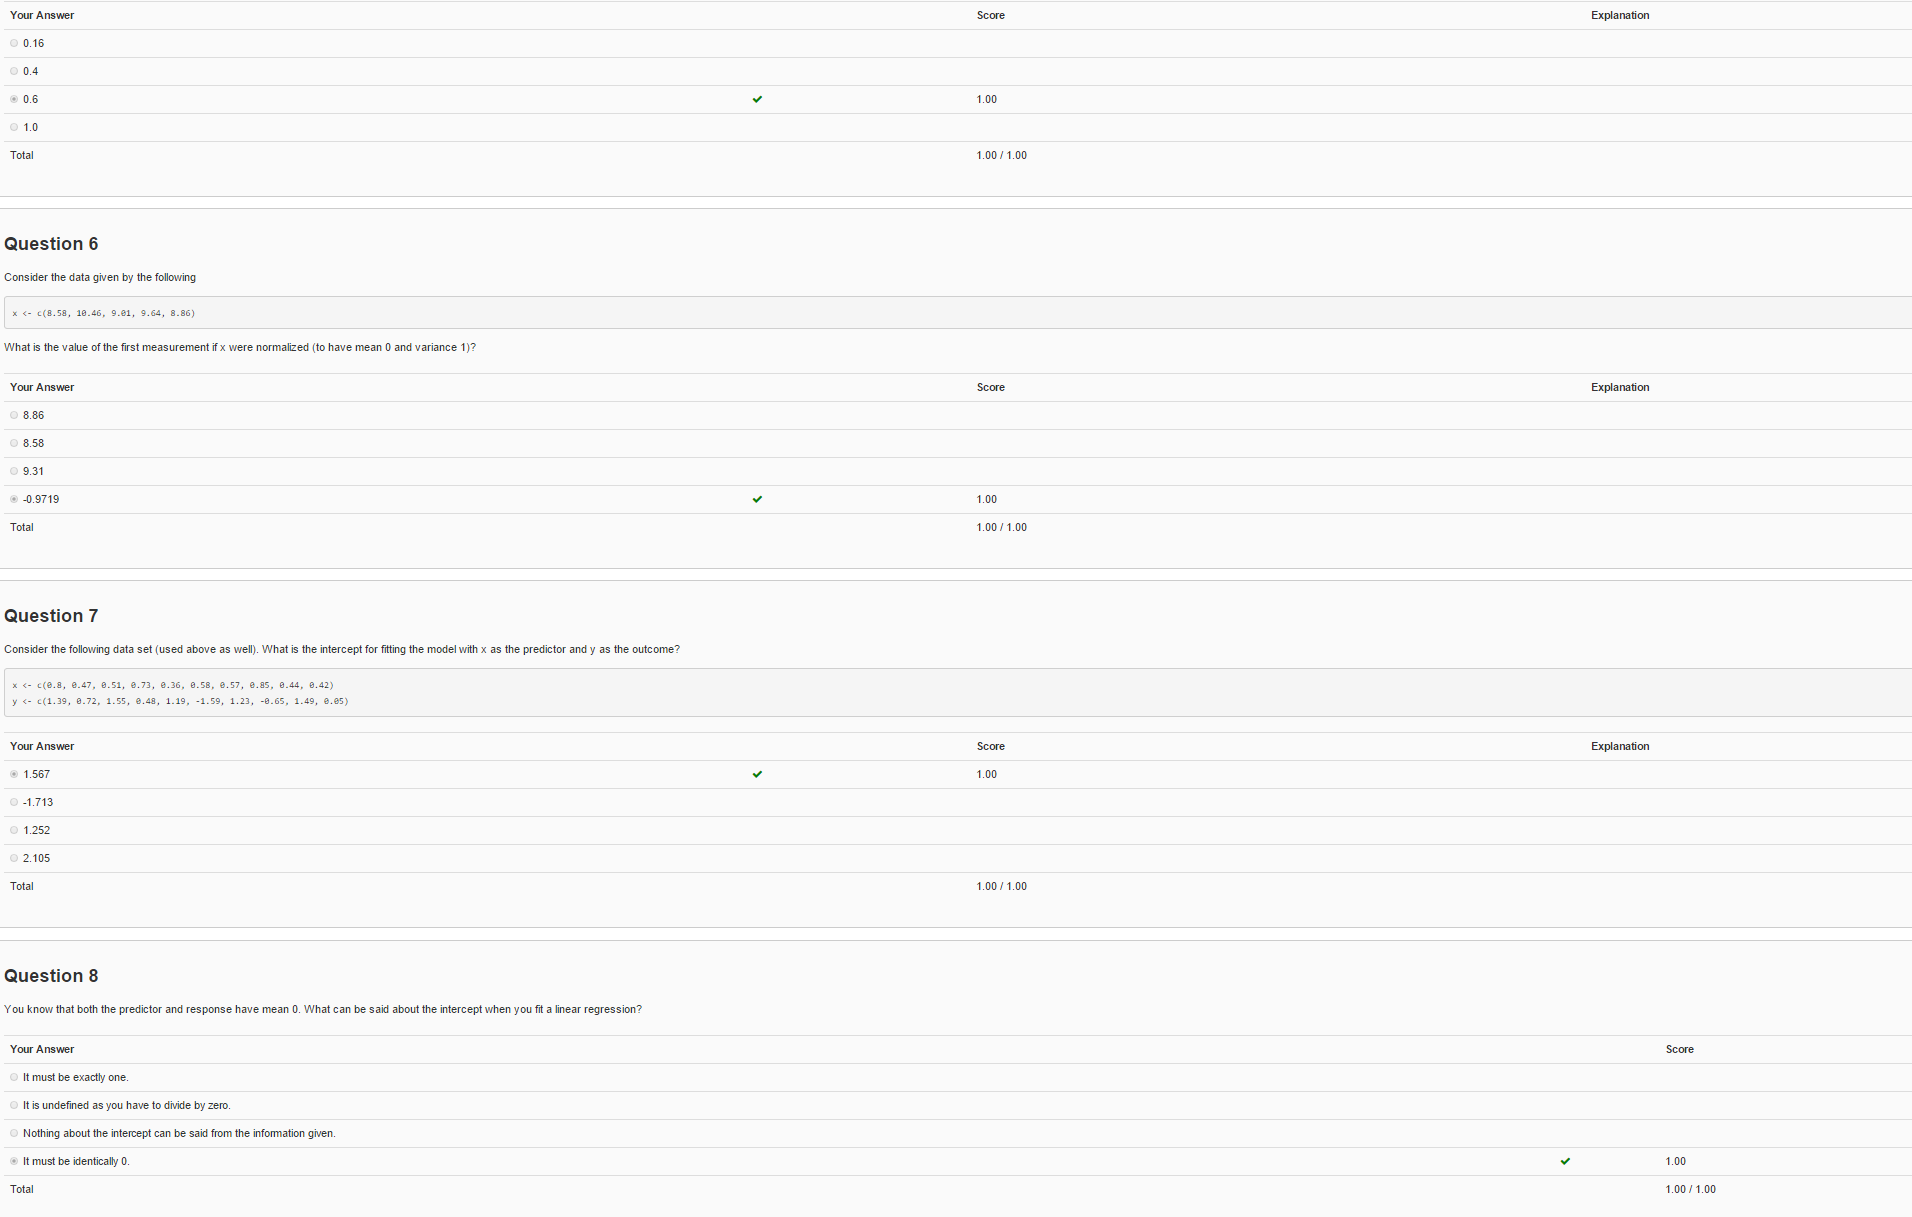 Your Answer Score Explanation
0.16
0.4
0.6 1.00
1.0
Total 1.00 / 1.00
Question 6
Consider the data given by the following
x <- c(8.58, 10.46, 9.01, 9.64, 8.86)
What is the value of the first measurement if x were normalized (to have mean 0 and variance 1)?
Your Answer Score Explanation
8.86
8.58
9.31
-0.9719 1.00
Total 1.00 / 1.00
Question 7
Consider the following data set (used above as well). What is the intercept for fitting the model with x as the predictor and y as the outcome?
x <- c(0.8, 0.47, 0.51, 0.73, 0.36, 0.58, 0.57, 0.85, 0.44, 0.42)
y <- c(1.39, 0.72, 1.55, 0.48, 1.19, -1.59, 1.23, -0.65, 1.49, 0.05)
Your Answer Score Explanation
1.567 1.00
-1.713
1.252
2.105
Total 1.00 / 1.00
Question 8
You know that both the predictor and response have mean 0. What can be said about the intercept when you fit a linear regression?
Your Answer Score
It must be exactly one.
It is undefined as you have to divide by zero.
Nothing about the intercept can be said from the information given.
It must be identically 0. 1.00
Total 1.00 / 1.00